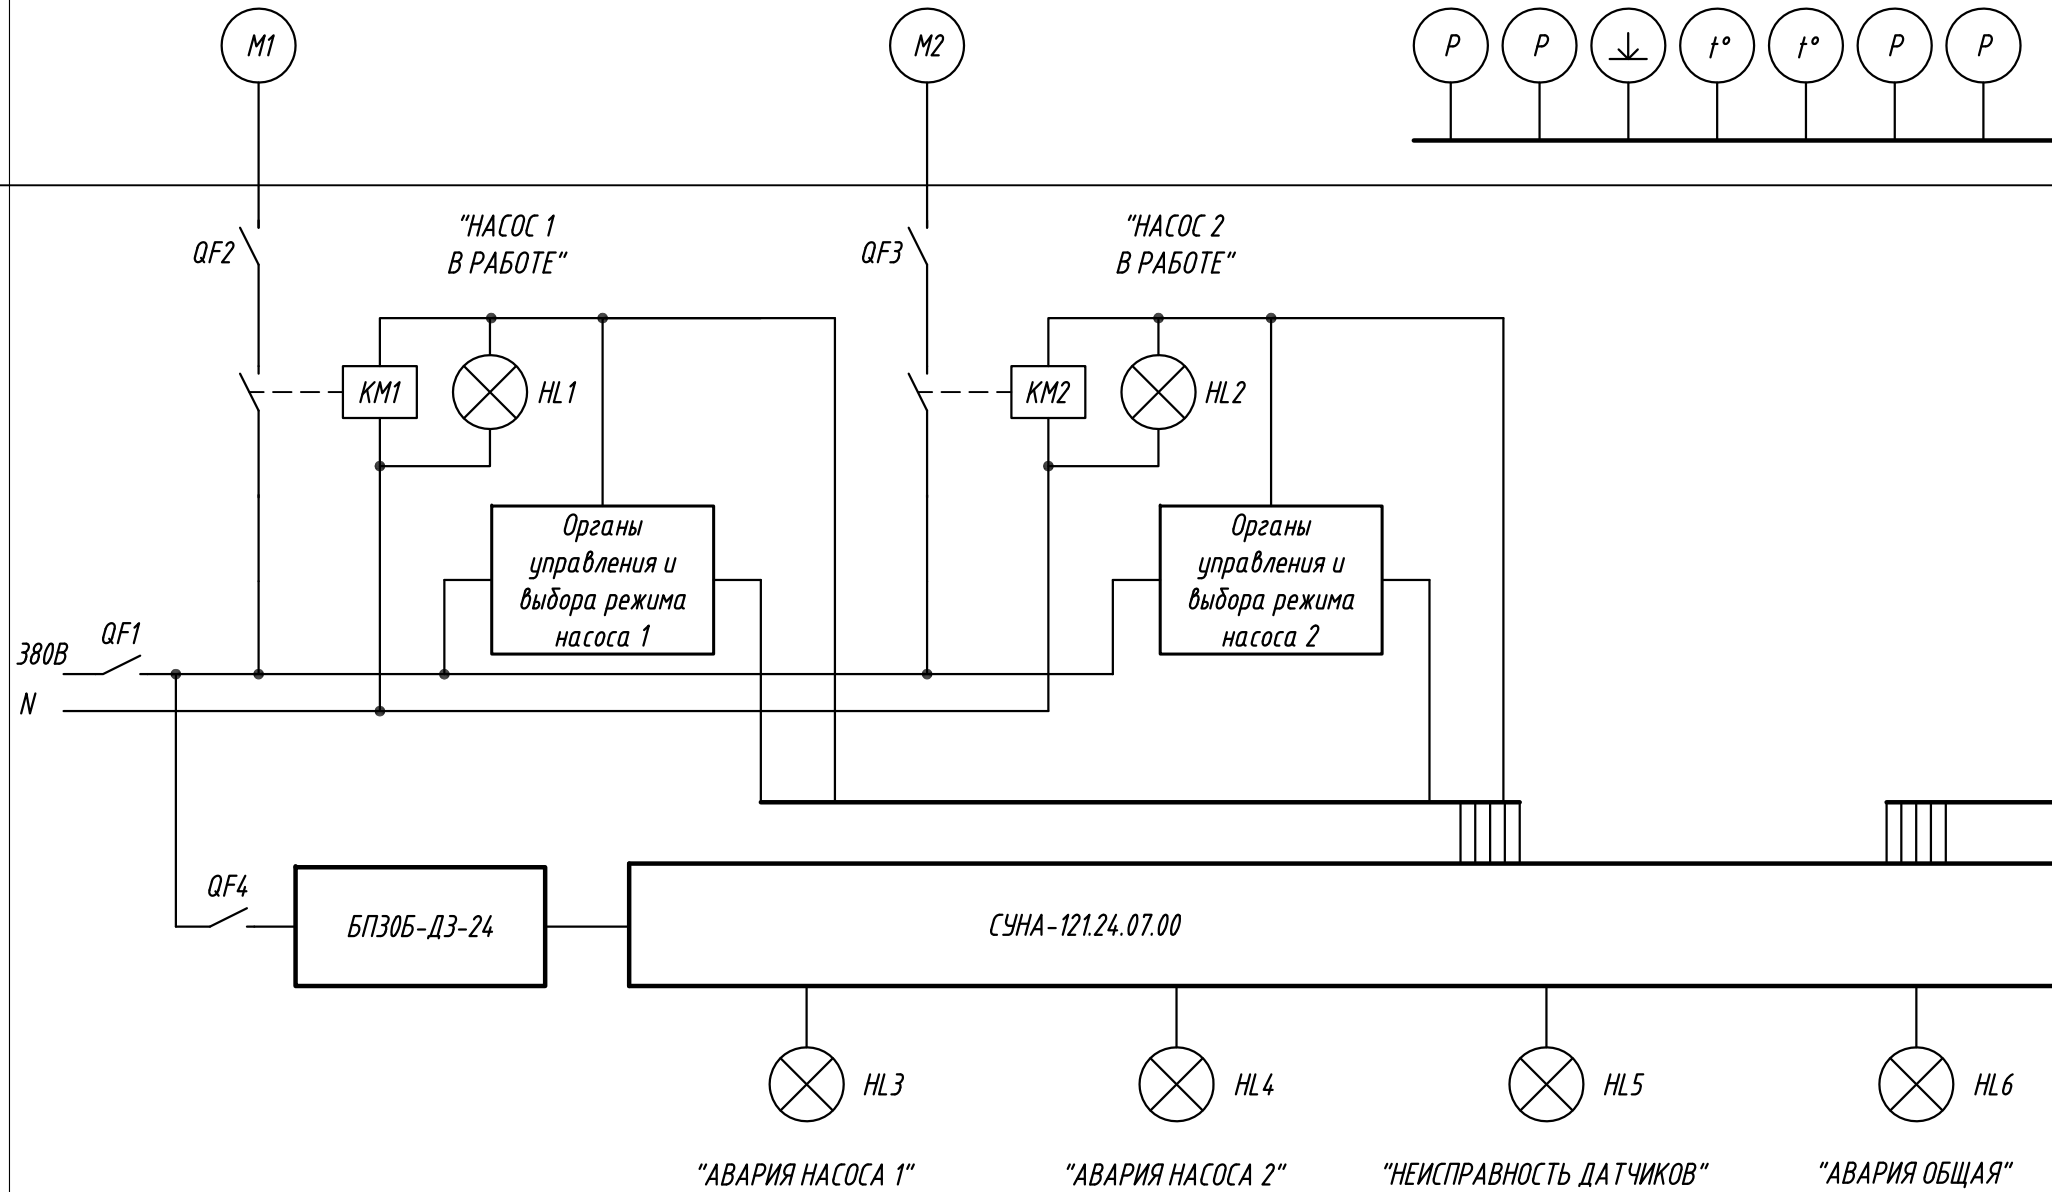 M1
M2
P
P
t°
t°
P
P
"НАСОС 1
В РАБОТЕ"
"НАСОС 2
В РАБОТЕ"
QF2
QF3
KM1
HL1
KM2
HL2
Органы
управления и
выбора режима
насоса 1
Органы
управления и
выбора режима
насоса 2
QF1
380В
N
QF4
БП30Б-Д3-24
СУНА-121.24.07.00
HL3
HL4
HL5
HL6
"АВАРИЯ НАСОСА 1"
"АВАРИЯ НАСОСА 2"
"НЕИСПРАВНОСТЬ ДАТЧИКОВ"
"АВАРИЯ ОБЩАЯ"